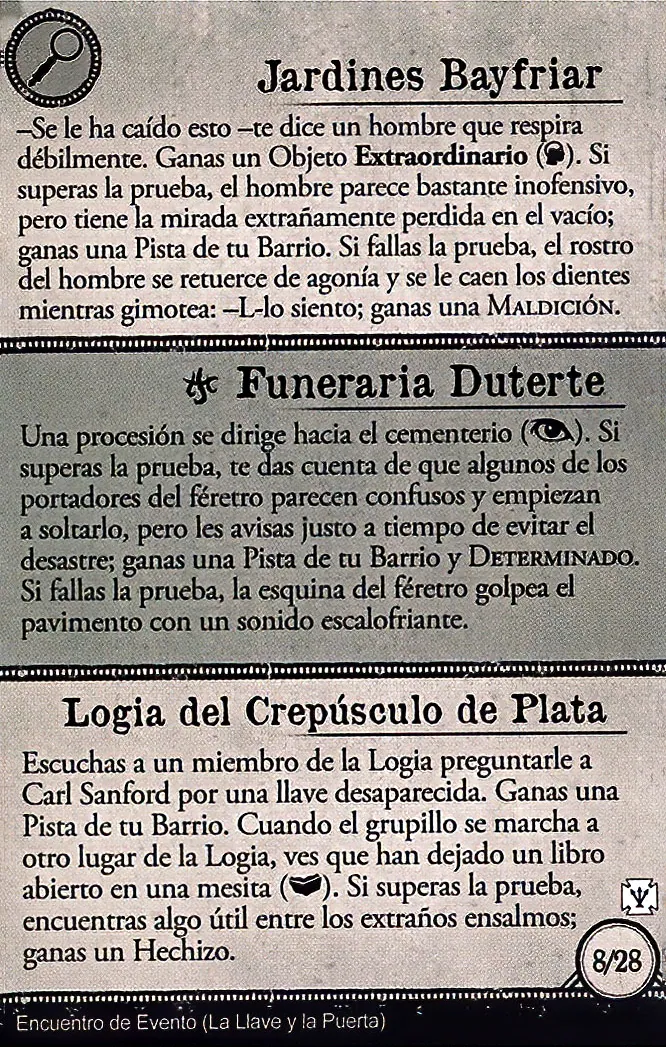 Jardines Bayfriar
–Se le ha caído esto –te dice un hombre que respira
débilmente. Ganas un Objeto Extraordinario (). Si
superas la prueba, el hombre parece bastante inofensivo,
pero tiene la mirada extrañamente perdida en el vacío;
ganas una Pista de tu Barrio. Si fallas la prueba, el rostro
del hombre se retuerce de agonía y se le caen los dientes
mientras gimotea: –L-lo siento; ganas una MALDICIÓN.
Funeraria Duterte
Una procesión se dirige hacia el cementerio (). Si
superas la prueba, te das cuenta de que algunos de los
portadores del féretro parecen confusos y empiezan
a soltarlo, pero les avisas justo a tiempo de evitar el
desastre; ganas una Pista de tu Barrio y DETERMINADO.
Si fallas la prueba, la esquina del féretro golpea el
pavimento con un sonido escalofriante.
Logia del Crepúsculo de Plata
Escuchas a un miembro de la Logia preguntarle a
Carl Sanford por una llave desaparecida. Ganas una
Pista de tu Barrio. Cuando el grupillo se marcha a
otro lugar de la Logia, ves que han dejado un libro
abierto en una mesita (). Si superas la prueba,
encuentras algo útil entre los extraños ensalmos;
ganas un Hechizo.
8/28
Encuentro de Evento (La Llave y la Puerta)